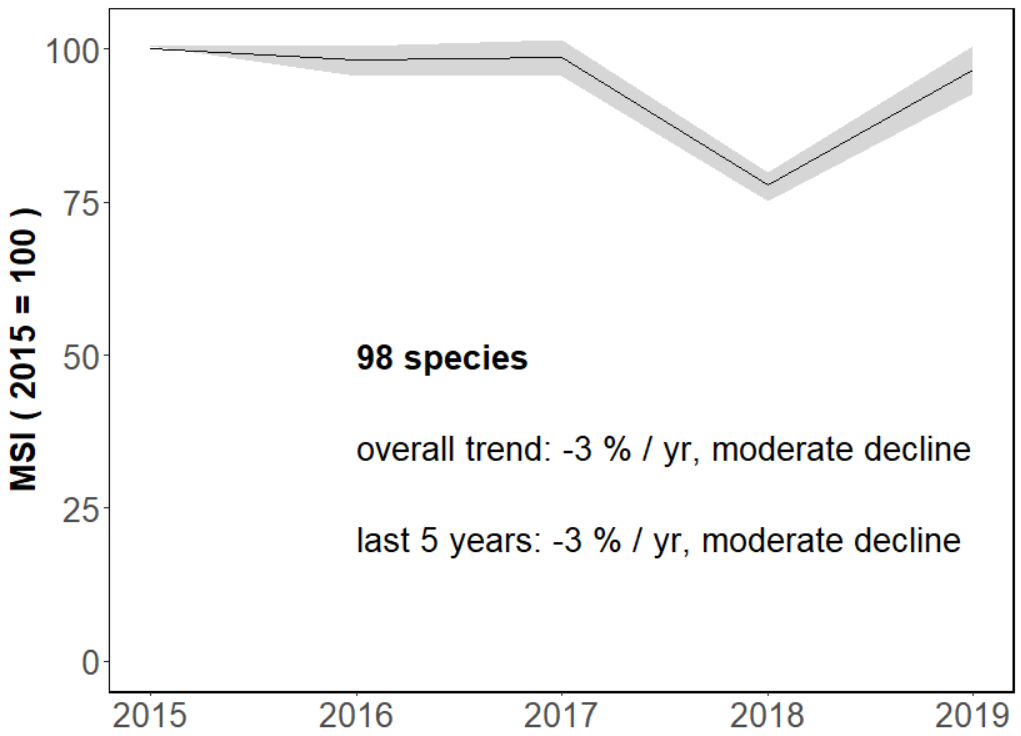 MSI ( 2015 = 100 )
100
75
50
25
0
98 species
overall trend: -3 % / yr, moderate decline
last 5 years: -3 % / yr, moderate decline
2015 2016 2017 2018 2019